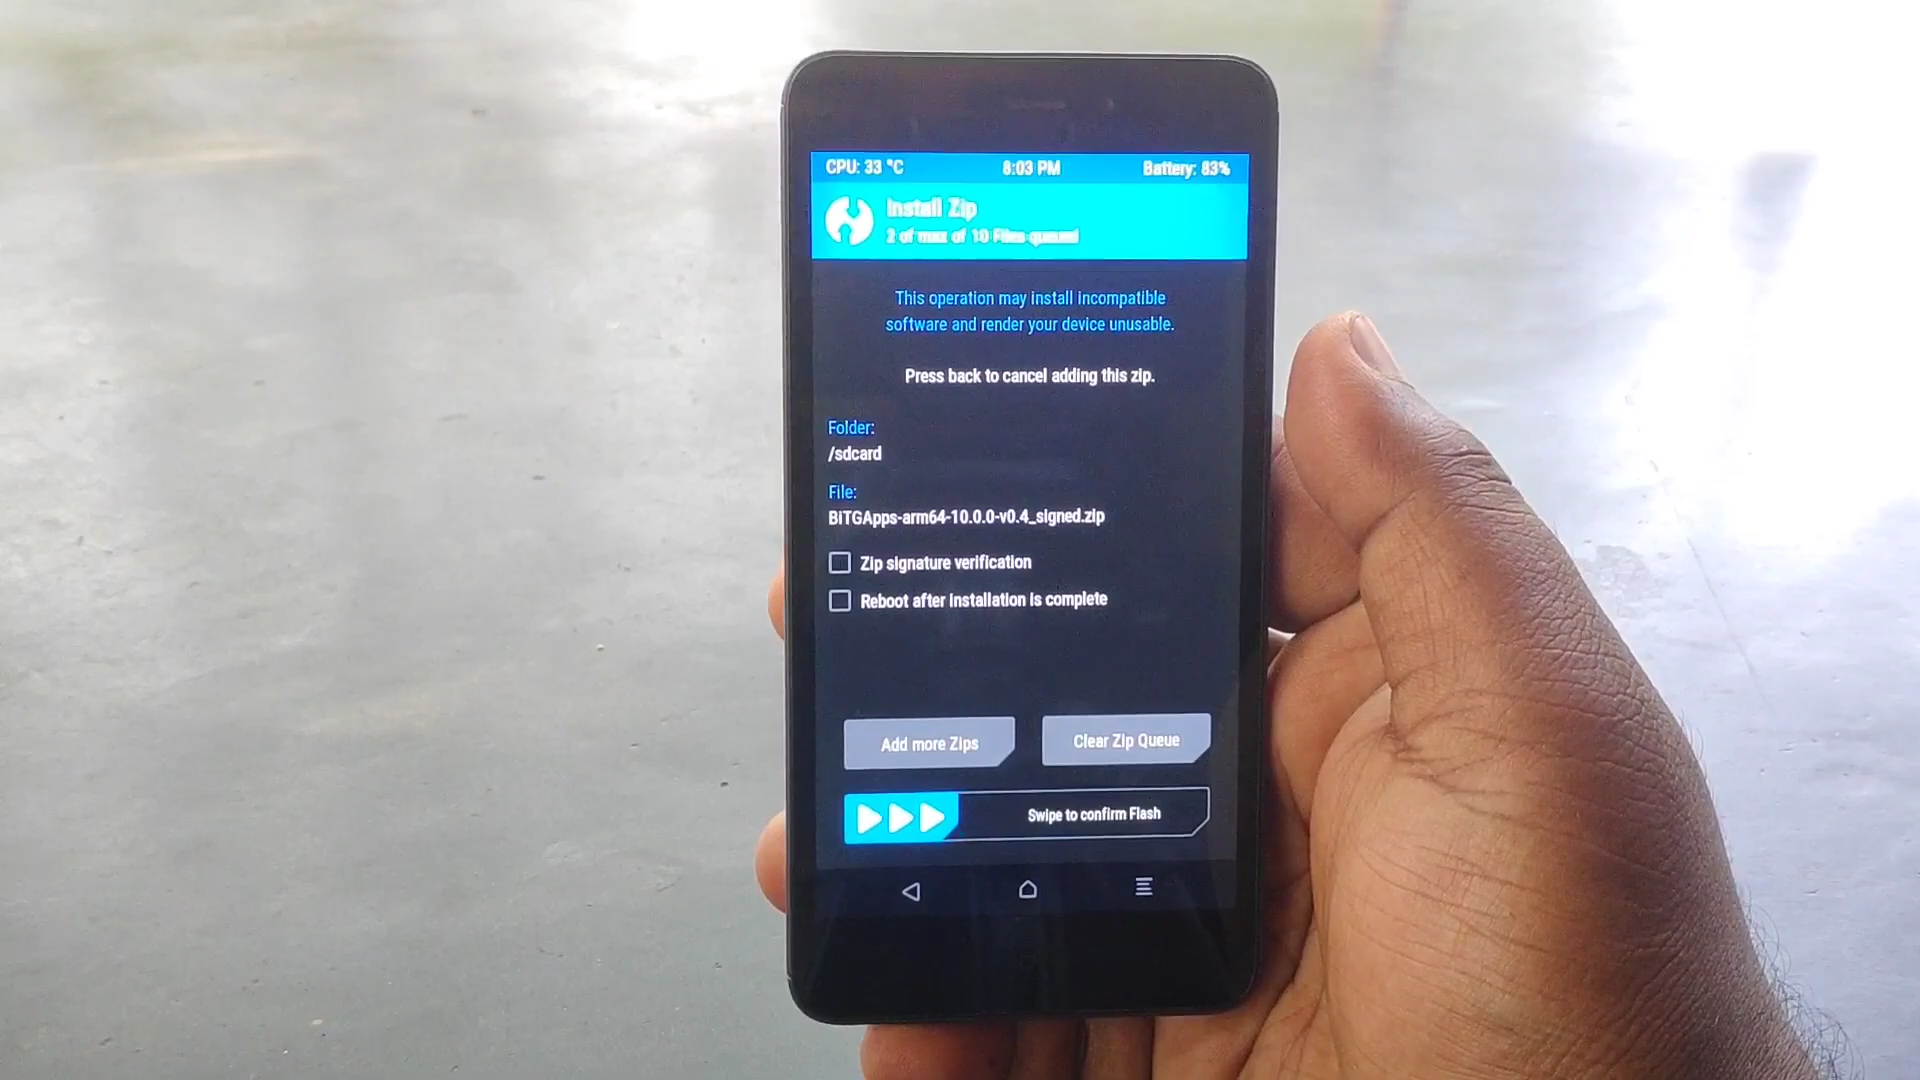 CPU: 33 °C 8:03 PM Battery: 83%
Install Zip
2 of max of 10 Files queued
This operation may install incompatible
software and render your device unusable.
Press back to cancel adding this zip.
Folder:
/sdcard
File:
BiTGApps-arm64-10.0.0-v0.4_signed.zip
Zip signature verification
Reboot after installation is complete
Add more Zips Clear Zip Queue
Swipe to confirm Flash